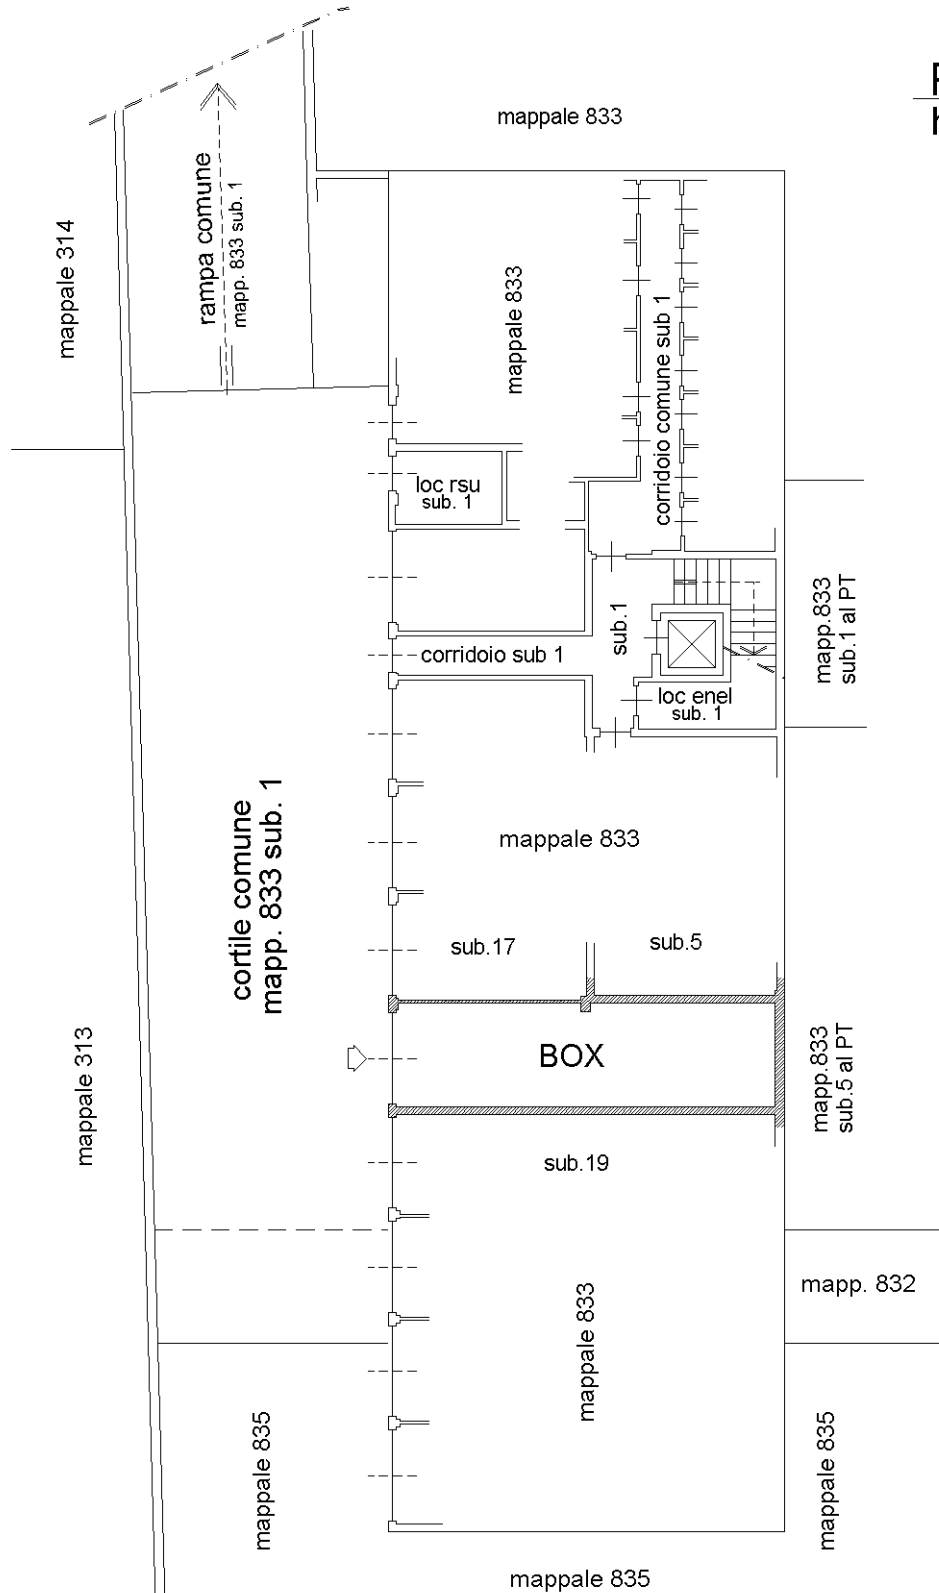 mappale 833
rampa comune
mapp. 833 sub. 1
mappale 314
mappale 833
corridoio comune sub 1
loc rsu
sub. 1
mapp.833
sub.1 al PT
sub.1
corridoio sub 1
loc enel
sub. 1
cortile comune
mapp. 833 sub. 1
mappale 833
sub.17
sub.5
BOX
mappale 313
mapp.833
sub.5 al PT
sub.19
mapp. 832
mappale 833
mappale 835
mappale 835
mappale 835